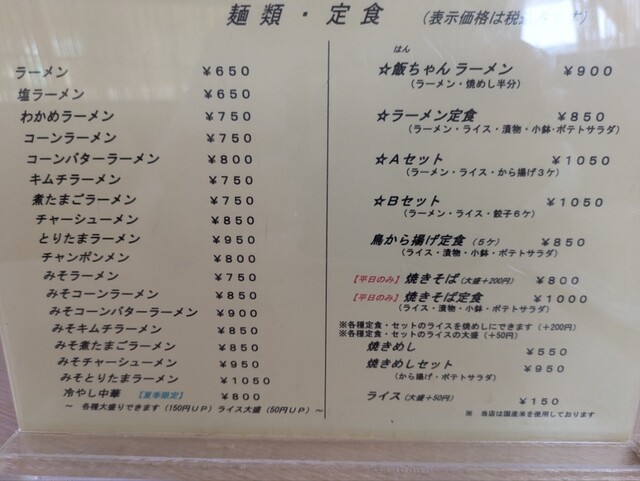 麺類・定食 (表示価格は税
ラーメン ￥６５０
塩ラーメン ￥６５０
わかめラーメン ￥７５０
コーンラーメン ￥７５０
コーンバターラーメン ￥８００
キムチラーメン ￥７５０
煮たまごラーメン ￥７５０
チャーシューメン ￥８５０
とりたまラーメン ￥９５０
チャンポンメン ￥８００
みそラーメン ￥７５０
みそコーンラーメン ￥８５０
みそコーンバターラーメン ￥９００
みそキムチラーメン ￥８５０
みそ煮たまごラーメン ￥８５０
みそチャーシューメン ￥９５０
みそとりたまラーメン ￥１０５０
冷やし中華 【夏季限定】 ￥８００
～ 各種大盛りできます（150円ＵＰ）ライス大盛（50円ＵＰ）～
はん
☆飯ちゃんラーメン ￥９００
（ラーメン・焼めし半分）
☆ラーメン定食 ￥８５０
（ラーメン・ライス・漬物・小鉢・ポテトサラダ）
☆Ａセット ￥１０５０
（ラーメン・ライス・から揚げ３ケ）
☆Ｂセット ￥１０５０
（ラーメン・ライス・餃子６ケ）
鳥から揚げ定食（５ケ） ￥８５０
（ライス・漬物・小鉢・ポテトサラダ）
【平日のみ】焼きそば（大盛＋200円） ￥８００
【平日のみ】焼きそば定食 ￥１０００
（ライス・漬物・小鉢・ポテトサラダ）
※各種定食・セットのライスを焼めしにできます（＋200円）
※各種定食・セットのライスの大盛（＋50円）
焼きめし ￥５５０
焼きめしセット ￥９５０
（から揚げ・ポテトサラダ）
ライス（大盛＋50円） ￥１５０
※ 当店は国産米を使用しております